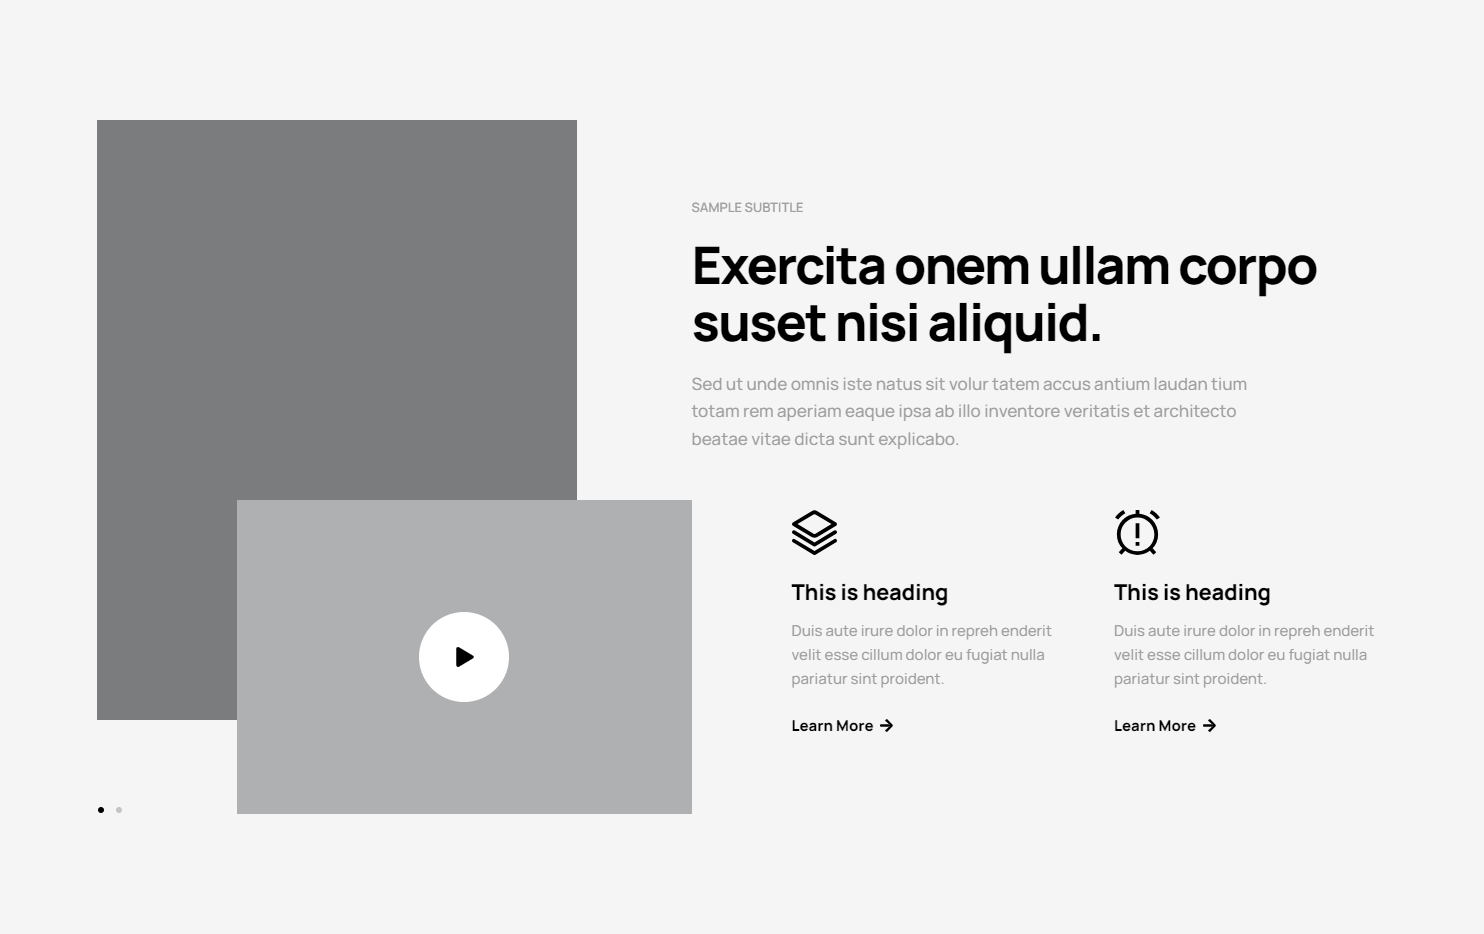 SAMPLE SUBTITLE
Exercita onem ullam corpo
suset nisi aliquid.
Sed ut unde omnis iste natus sit volur tatem accus antium laudan tium
totam rem aperiam eaque ipsa ab illo inventore veritatis et architecto
beatae vitae dicta sunt explicabo.
This is heading
Duis aute irure dolor in repreh enderit
velit esse cillum dolor eu fugiat nulla
pariatur sint proident.
Learn More
This is heading
Duis aute irure dolor in repreh enderit
velit esse cillum dolor eu fugiat nulla
pariatur sint proident.
Learn More